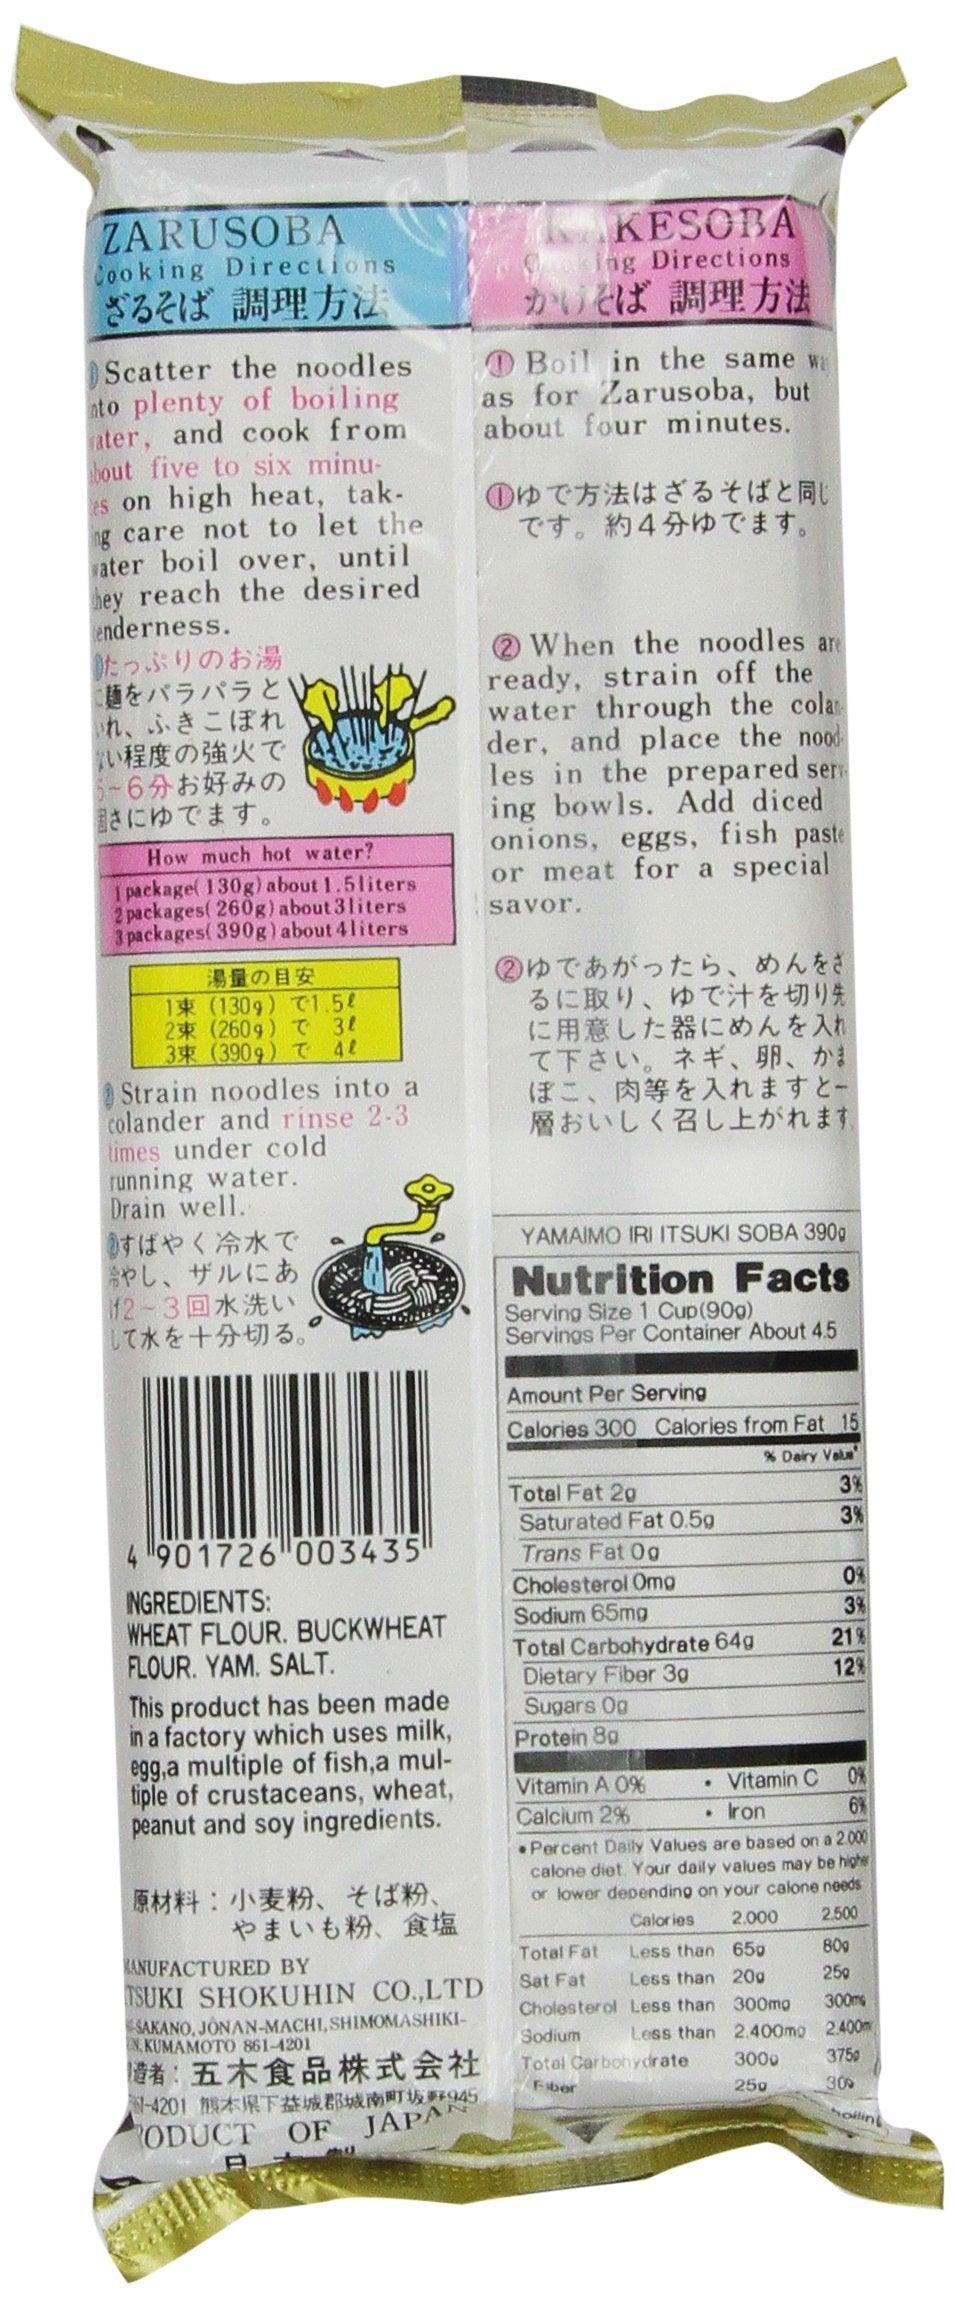 ZARUSOBA
Cooking Directions
ざるそば 調理方法
Scatter the noodles
into plenty of boiling
water, and cook from
about five to six minu-
es on high heat, tak-
ing care not to let the
water boil over, until
they reach the desired
tenderness.
たっぷりのお湯
に麺をパラパラと
いれ、ふきこぼれ
ない程度の強火で
5~6分お好みの
固さにゆでます。
How much hot water?
1 package(130g) about 1.5liters
2 packages(260g) about 3liters
3 packages(390g) about 4liters
湯量の目安
1束 (130g) で1.5ℓ
2束 (260g) で 3ℓ
3束 (390g) で 4ℓ
② Strain noodles into a
colander and rinse 2-3
times under cold
running water.
Drain well.
②すばやく冷水で
冷やし、ザルにあ
げ2~3回水洗い
して水を十分切る。
4 901726 003435
INGREDIENTS:
WHEAT FLOUR. BUCKWHEAT
FLOUR. YAM. SALT.
This product has been made
in a factory which uses milk,
egg,a multiple of fish,a mul-
tiple of crustaceans, wheat,
peanut and soy ingredients.
原材料：小麦粉、そば粉、
やまいも粉、食塩
MANUFACTURED BY
ITSUKI SHOKUHIN CO.,LTD
SAKANO, JŌNAN-MACHI, SHIMOMASHIKI-
KUMAMOTO 861-4201
製造者：五木食品株式会社
-4201 熊本県下益城郡城南町坂野945
PRODUCT OF JAPAN
KAKESOBA
Cooking Directions
かけそば 調理方法
① Boil in the same way
as for Zarusoba, but
about four minutes.
①ゆで方法はざるそばと同じ
です。約4分ゆでます。
② When the noodles are
ready, strain off the
water through the colan-
der, and place the nood-
les in the prepared serv-
ing bowls. Add diced
onions, eggs, fish paste
or meat for a special
savor.
②ゆであがったら、めんをざ
るに取り、ゆで汁を切り先
に用意した器にめんを入れ
て下さい。ネギ、卵、かま
ぼこ、肉等を入れますと一
層おいしく召し上がれます
YAMAIMO IRI ITSUKI SOBA 390g
Nutrition Facts
Serving Size 1 Cup(90g)
Servings Per Container About 4.5
Amount Per Serving
Calories 300 Calories from Fat 15
% Dairy Value*
Total Fat 2g 3%
Saturated Fat 0.5g 3%
Trans Fat 0g
Cholesterol 0mg 0%
Sodium 65mg 3%
Total Carbohydrate 64g 21%
Dietary Fiber 3g 12%
Sugars 0g
Protein 8g
Vitamin A 0% • Vitamin C 0%
Calcium 2% • Iron 6%
• Percent Daily Values are based on a 2.000
calone diet. Your daily values may be higher
or lower depending on your calone needs
Calories 2.000 2.500
Total Fat Less than 65g 80g
Sat Fat Less than 20g 25g
Cholesterol Less than 300mg 300mg
Sodium Less than 2.400mg 2.400m
Total Carbohydrate 300g 375g
Fiber 25g 30g